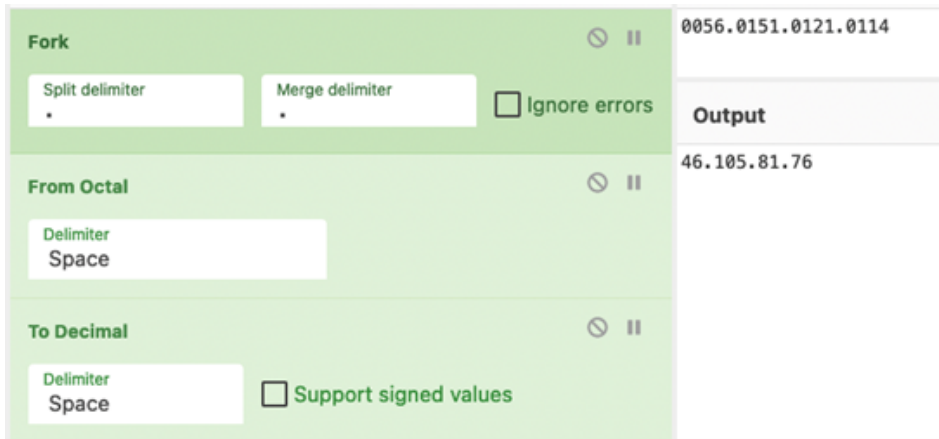 Fork
Split delimiter
.
Merge delimiter
.
Ignore errors
From Octal
Delimiter
Space
To Decimal
Delimiter
Space
Support signed values
0056.0151.0121.0114
Output
46.105.81.76